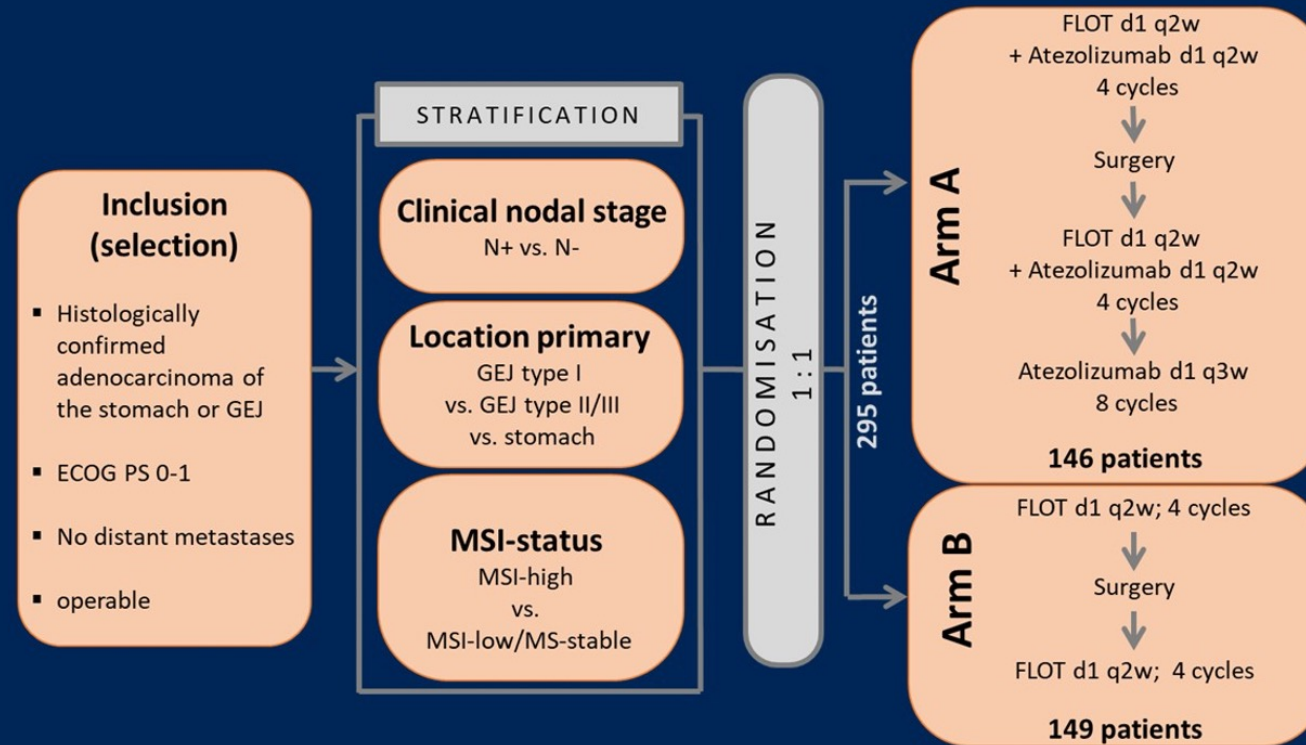 Inclusion
(selection)
▪ Histologically
confirmed
adenocarcinoma of
the stomach or GEJ
▪ ECOG PS 0-1
▪ No distant metastases
▪ operable
STRATIFICATION
Clinical nodal stage
N+ vs. N-
Location primary
GEJ type I
vs. GEJ type II/III
vs. stomach
MSI-status
MSI-high
vs.
MSI-low/MS-stable
RANDOMISATION
1:1
295 patients
Arm A
FLOT d1 q2w
+ Atezolizumab d1 q2w
4 cycles
Surgery
FLOT d1 q2w
+ Atezolizumab d1 q2w
4 cycles
Atezolizumab d1 q3w
8 cycles
146 patients
Arm B
FLOT d1 q2w; 4 cycles
Surgery
FLOT d1 q2w; 4 cycles
149 patients